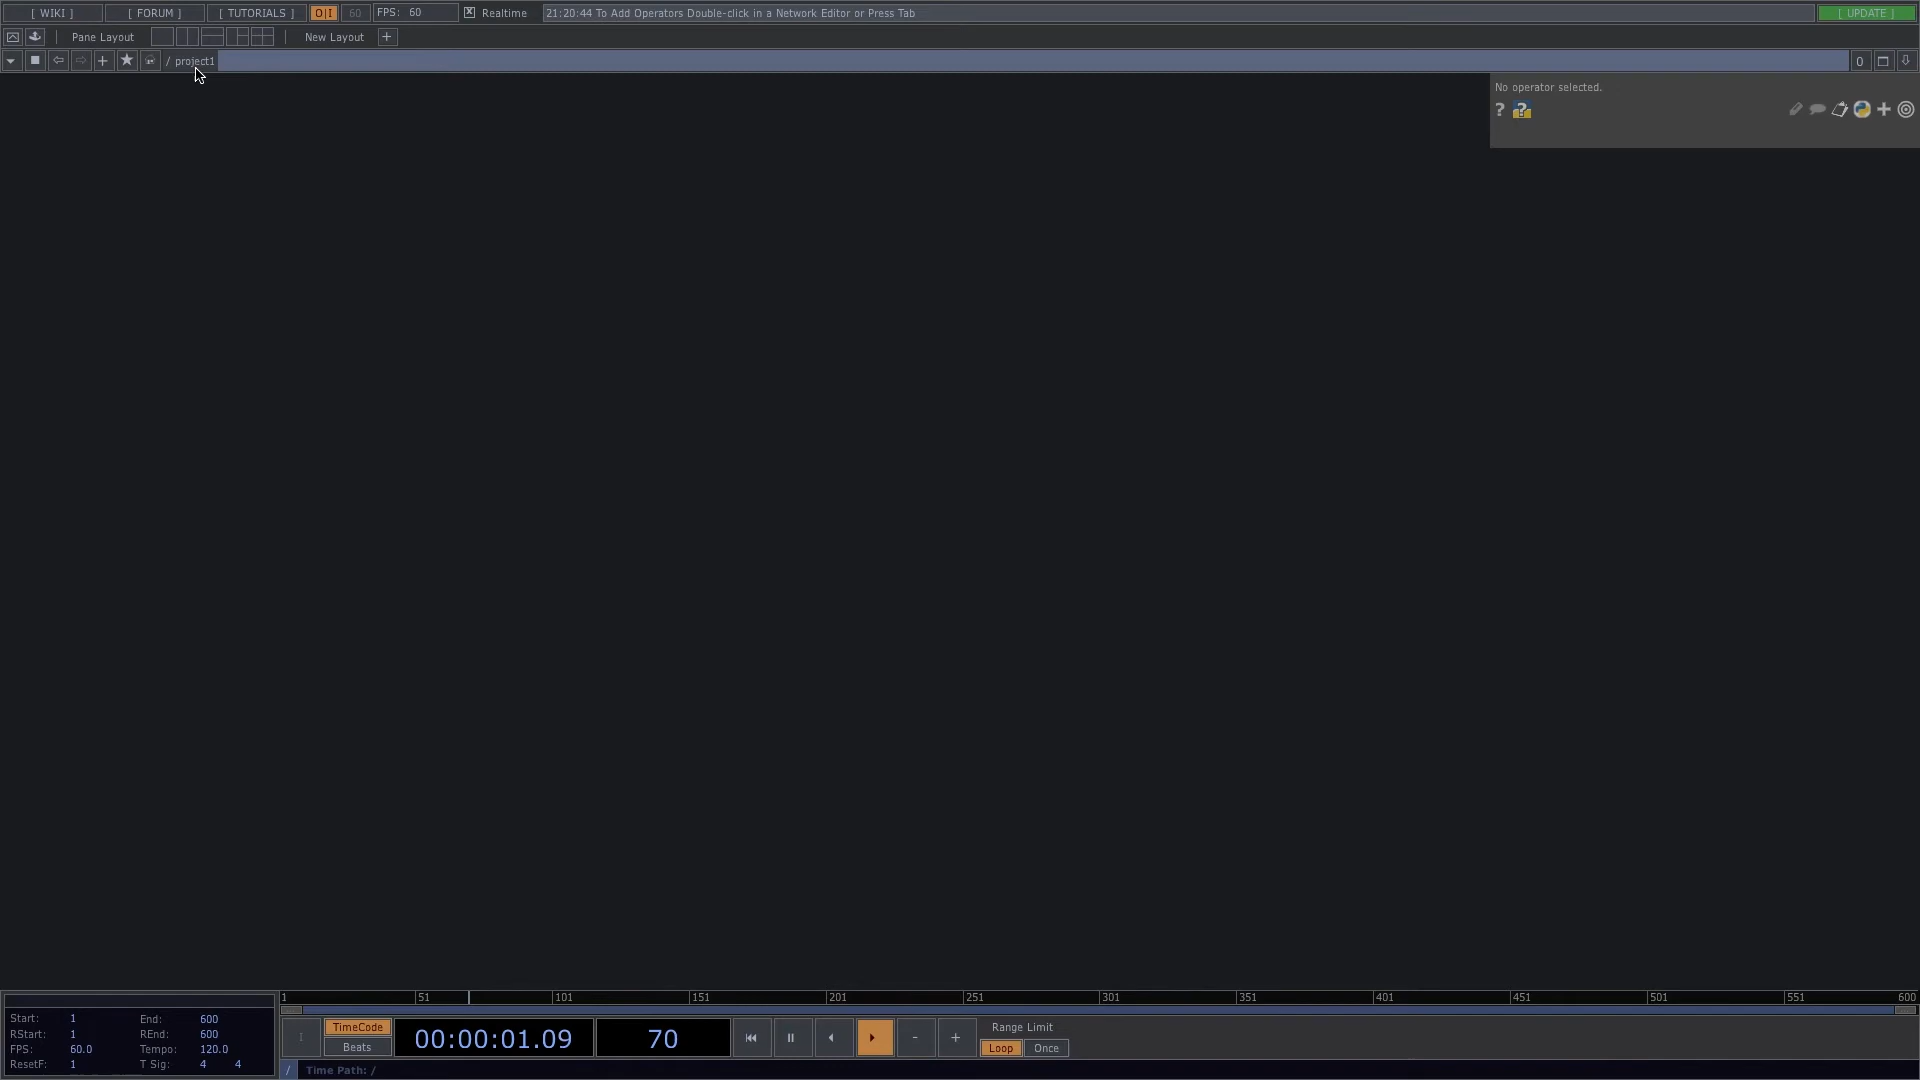 [ WIKI ] [ FORUM ] [ TUTORIALS ] O|I 60 FPS: 60 Realtime 21:20:44 To Add Operators Double-click in a Network Editor or Press Tab [ UPDATE ]
Pane Layout New Layout +
/ project1 0
No operator selected.
? ?
1 51 101 151 201 251 301 351 401 451 501 551 600
Start: 1 End: 600
RStart: 1 REnd: 600
FPS: 60.0 Tempo: 120.0
ResetF: 1 T Sig: 4 4
TimeCode
Beats
00:00:01.09 70 - +
Range Limit
Loop Once
/ Time Path: /